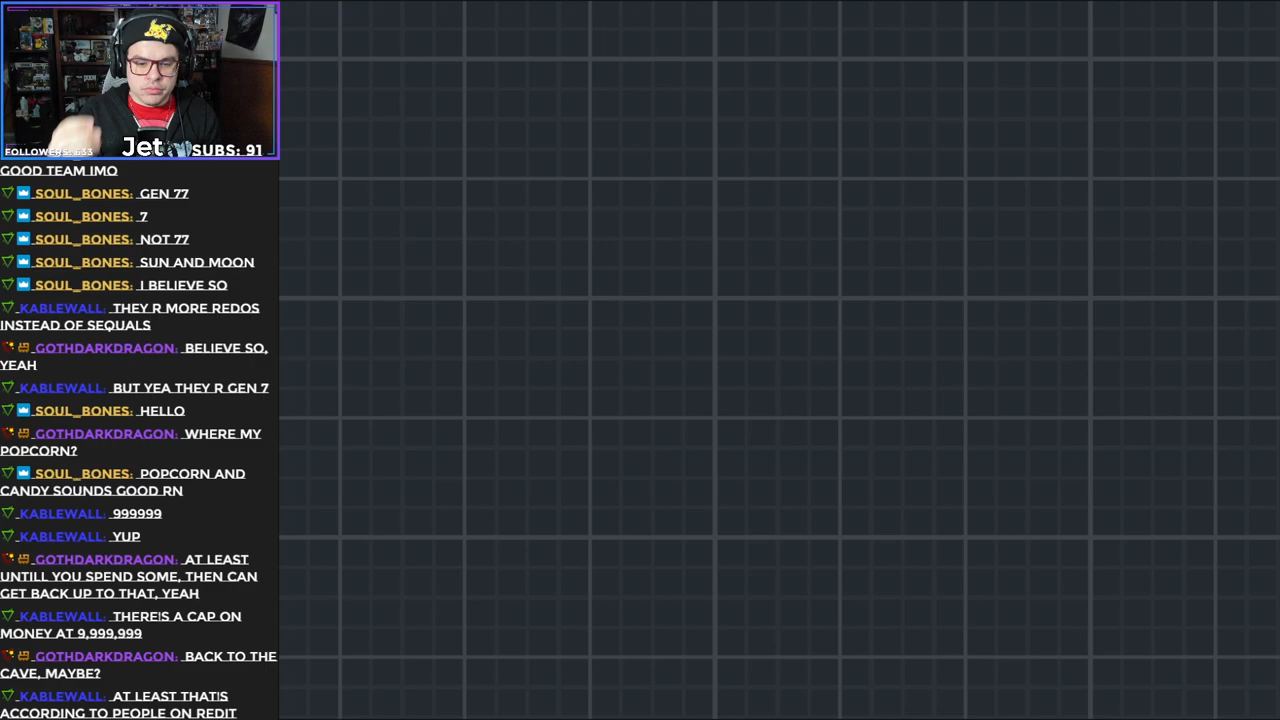 Jet
FOLLOWERS: 633
SUBS: 91
GOOD TEAM IMO
SOUL_BONES: GEN 77
SOUL_BONES: 7
SOUL_BONES: NOT 77
SOUL_BONES: SUN AND MOON
SOUL_BONES: I BELIEVE SO
KABLEWALL: THEY R MORE REDOS
INSTEAD OF SEQUALS
GOTHDARKDRAGON: BELIEVE SO,
YEAH
KABLEWALL: BUT YEA THEY R GEN 7
SOUL_BONES: HELLO
GOTHDARKDRAGON: WHERE MY
POPCORN?
SOUL_BONES: POPCORN AND
CANDY SOUNDS GOOD RN
KABLEWALL: 999999
KABLEWALL: YUP
GOTHDARKDRAGON: AT LEAST
UNTILL YOU SPEND SOME, THEN CAN
GET BACK UP TO THAT, YEAH
KABLEWALL: THERE'S A CAP ON
MONEY AT 9,999,999
GOTHDARKDRAGON: BACK TO THE
CAVE, MAYBE?
KABLEWALL: AT LEAST THAT'S
ACCORDING TO PEOPLE ON REDIT